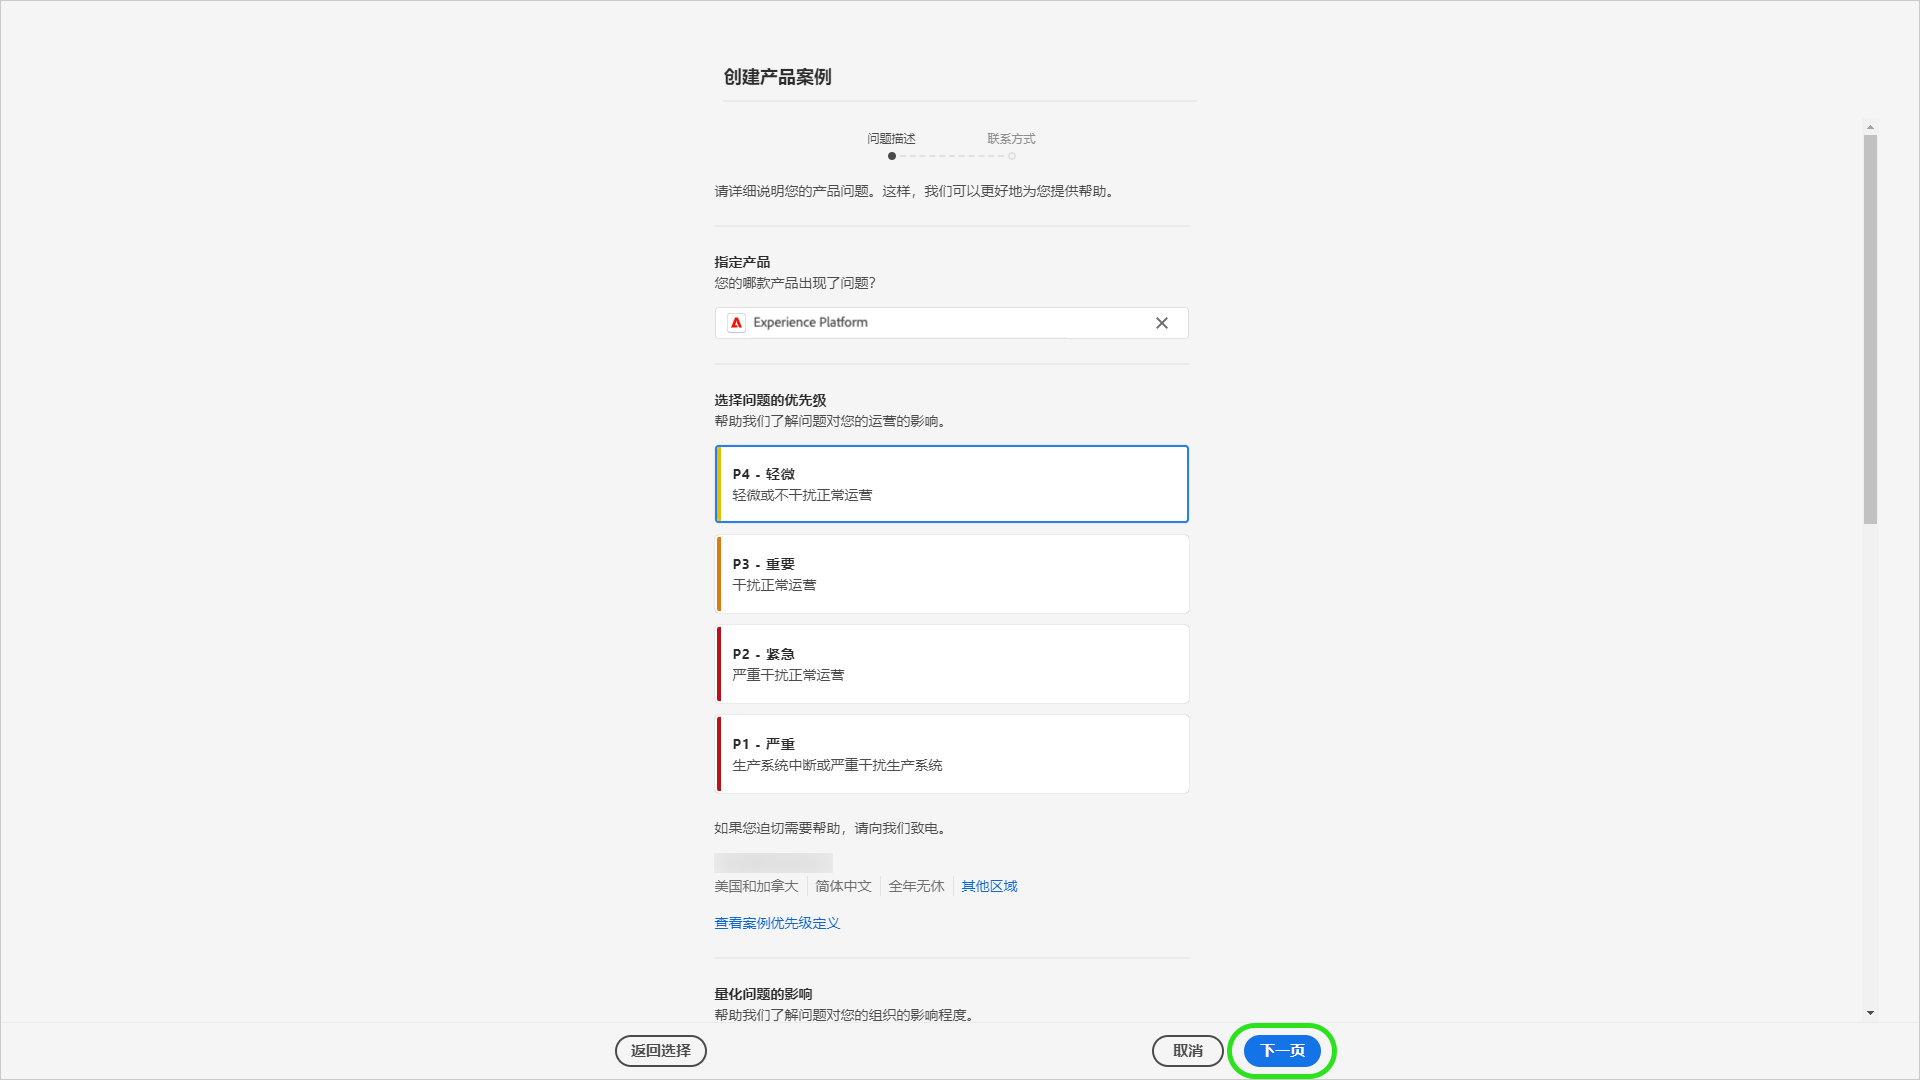 创建产品案例
问题描述
联系方式
请详细说明您的产品问题。这样，我们可以更好地为您提供帮助。
指定产品
您的哪款产品出现了问题?
Experience Platform
选择问题的优先级
帮助我们了解问题对您的运营的影响。
P4 - 轻微
轻微或不干扰正常运营
P3 - 重要
干扰正常运营
P2 - 紧急
严重干扰正常运营
P1 - 严重
生产系统中断或严重干扰生产系统
如果您迫切需要帮助，请向我们致电。
美国和加拿大 简体中文 全年无休 其他区域
查看案例优先级定义
量化问题的影响
帮助我们了解问题对您的组织的影响程度。
返回选择
取消
下一页